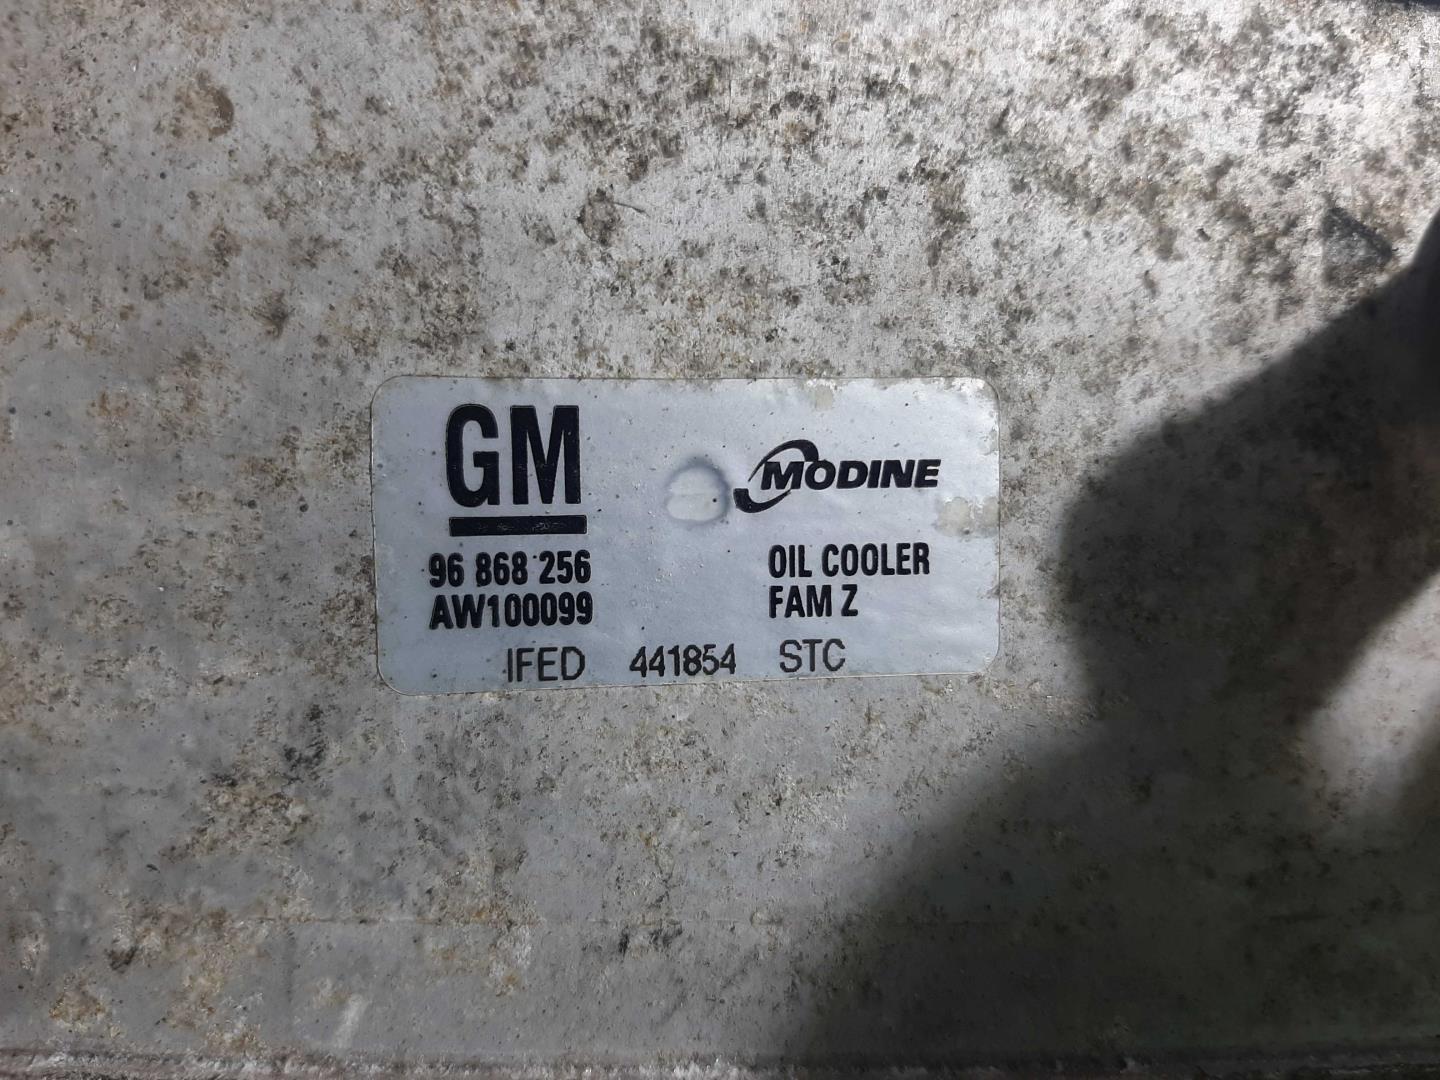 GM
MODINE
96 868 256
OIL COOLER
AW100099
FAM Z
IFED 441854 STC